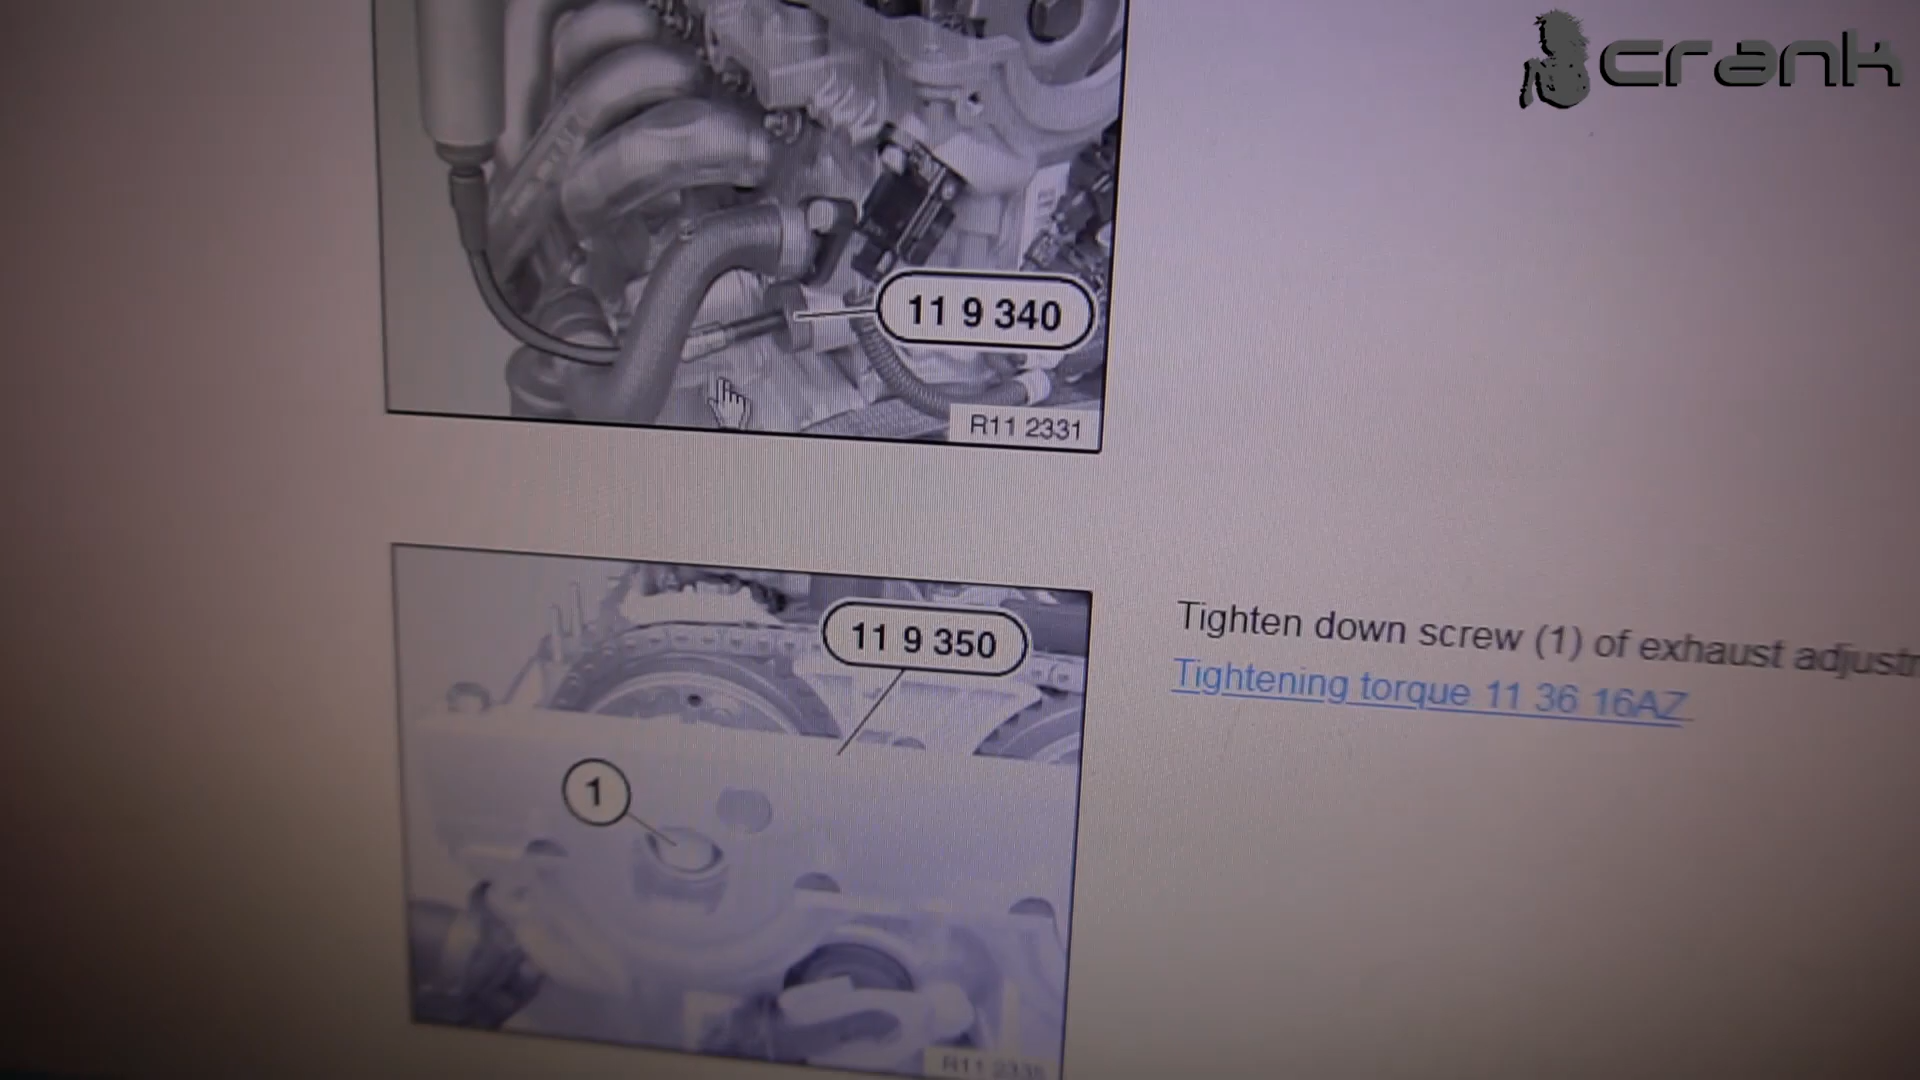 crank
11 9 340
R11 2331
11 9 350
Tighten down screw (1) of exhaust
Tightening torque 11 36 16AZ
1